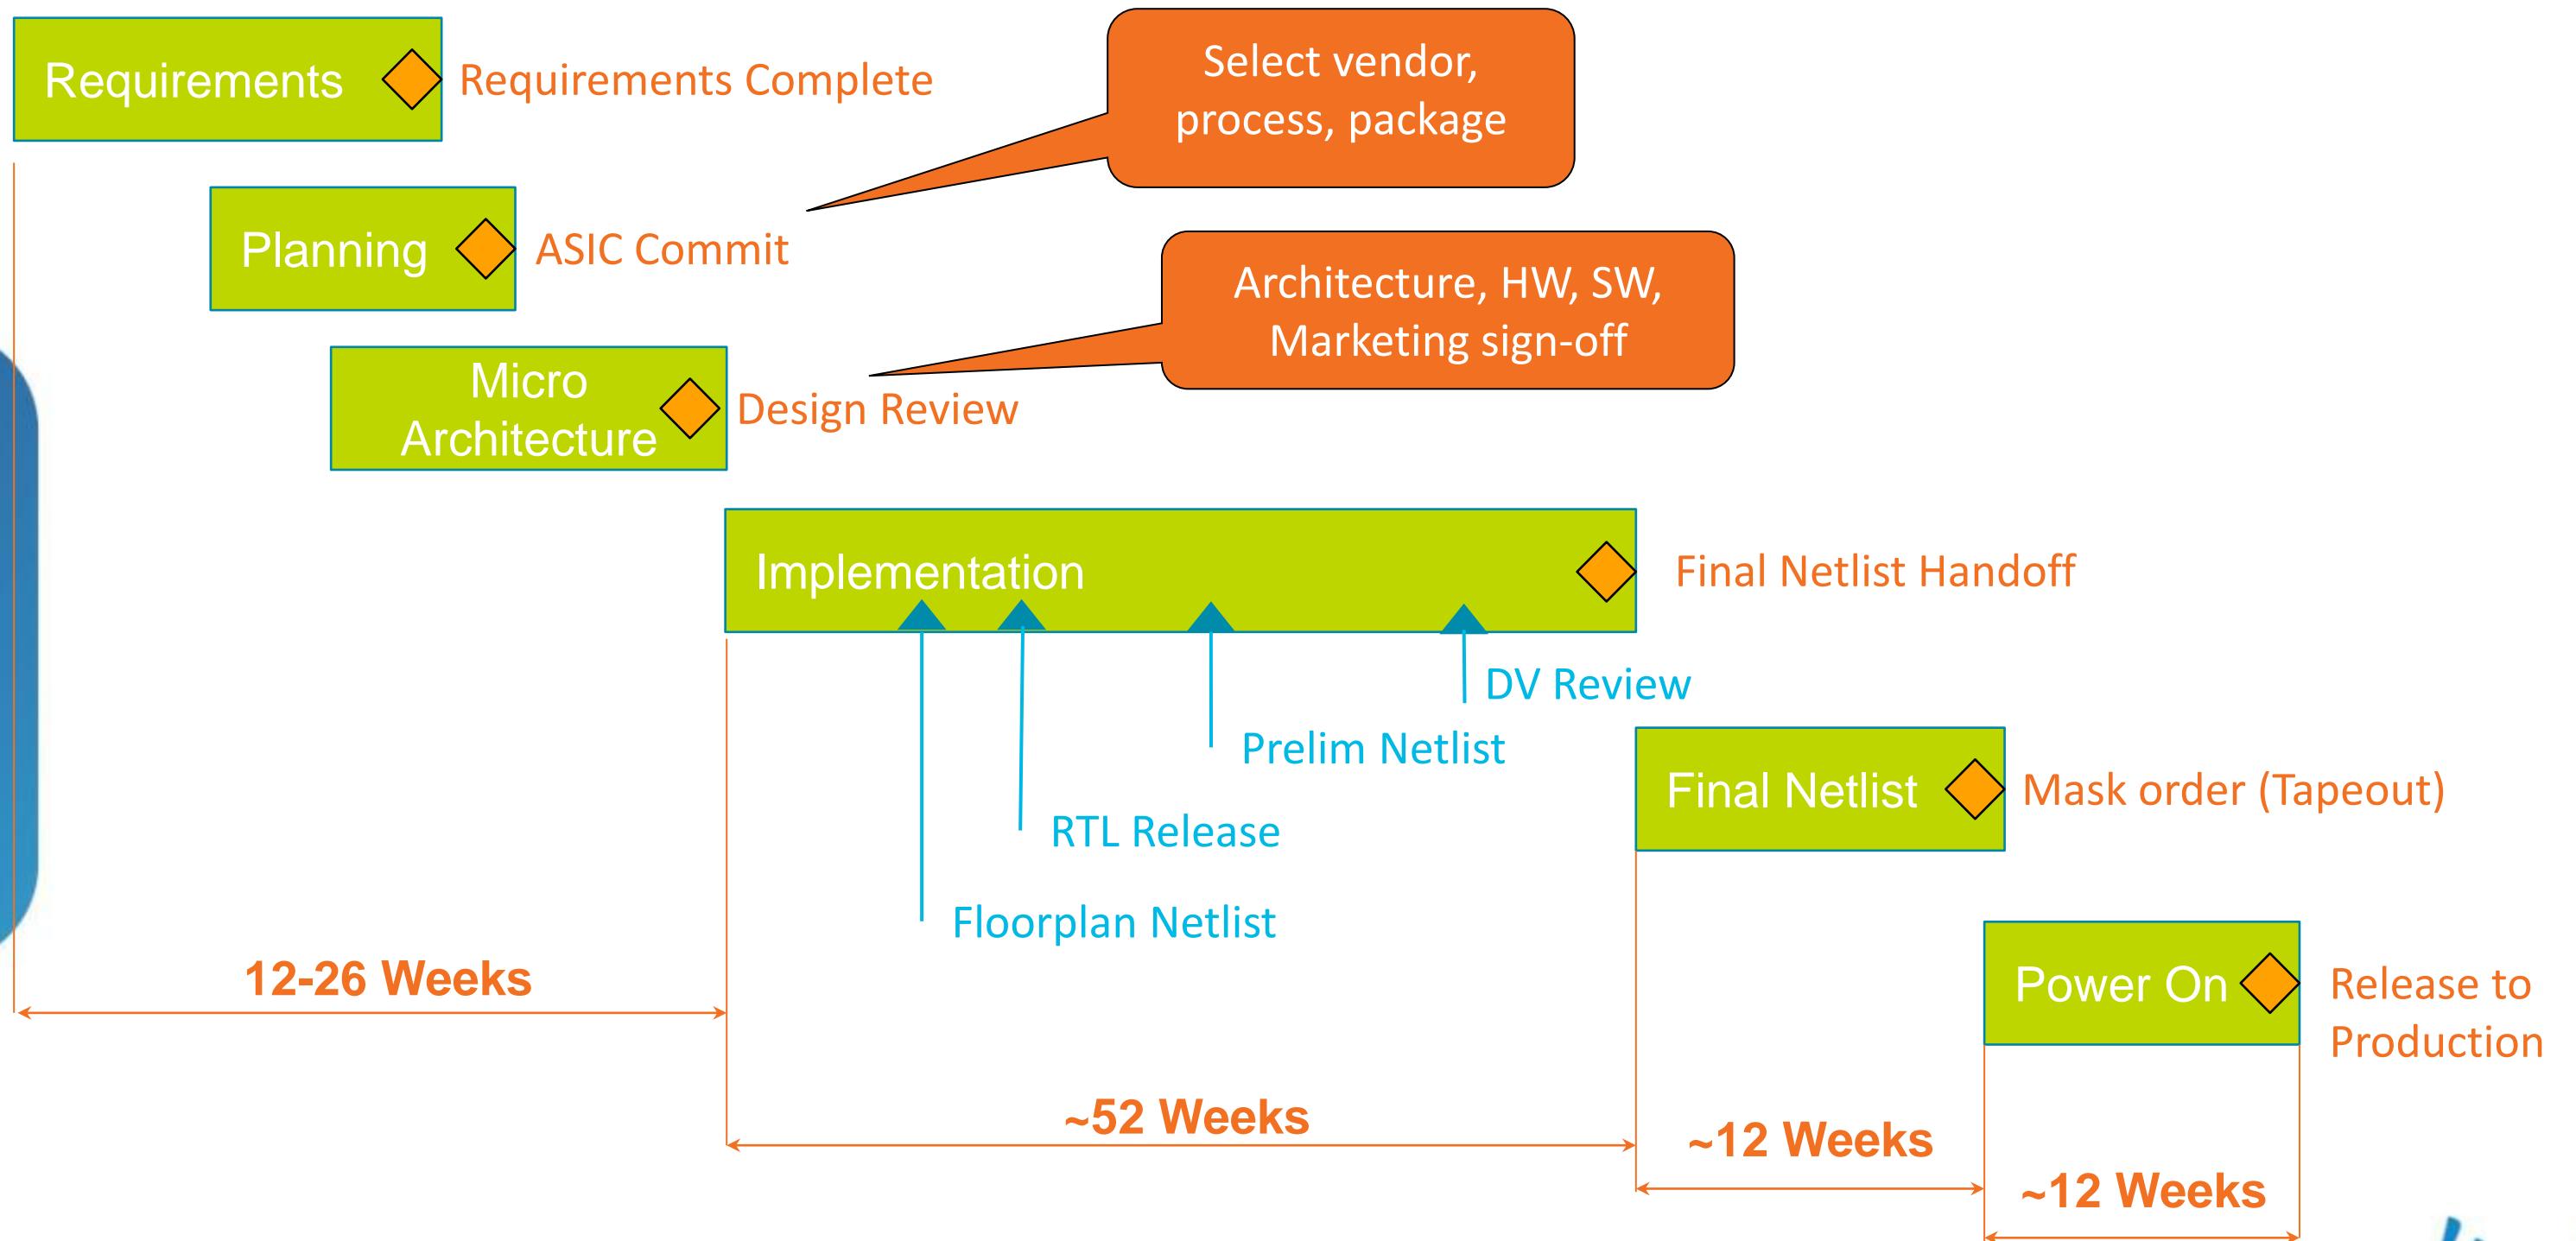 Requirements
Requirements Complete
Select vendor,
process, package
Planning
ASIC Commit
Architecture, HW, SW,
Marketing sign-off
Micro
Architecture
Design Review
Implementation
Final Netlist Handoff
DV Review
Prelim Netlist
RTL Release
Floorplan Netlist
Final Netlist
Mask order (Tapeout)
Power On
Release to
Production
12-26 Weeks
~52 Weeks
~12 Weeks
~12 Weeks